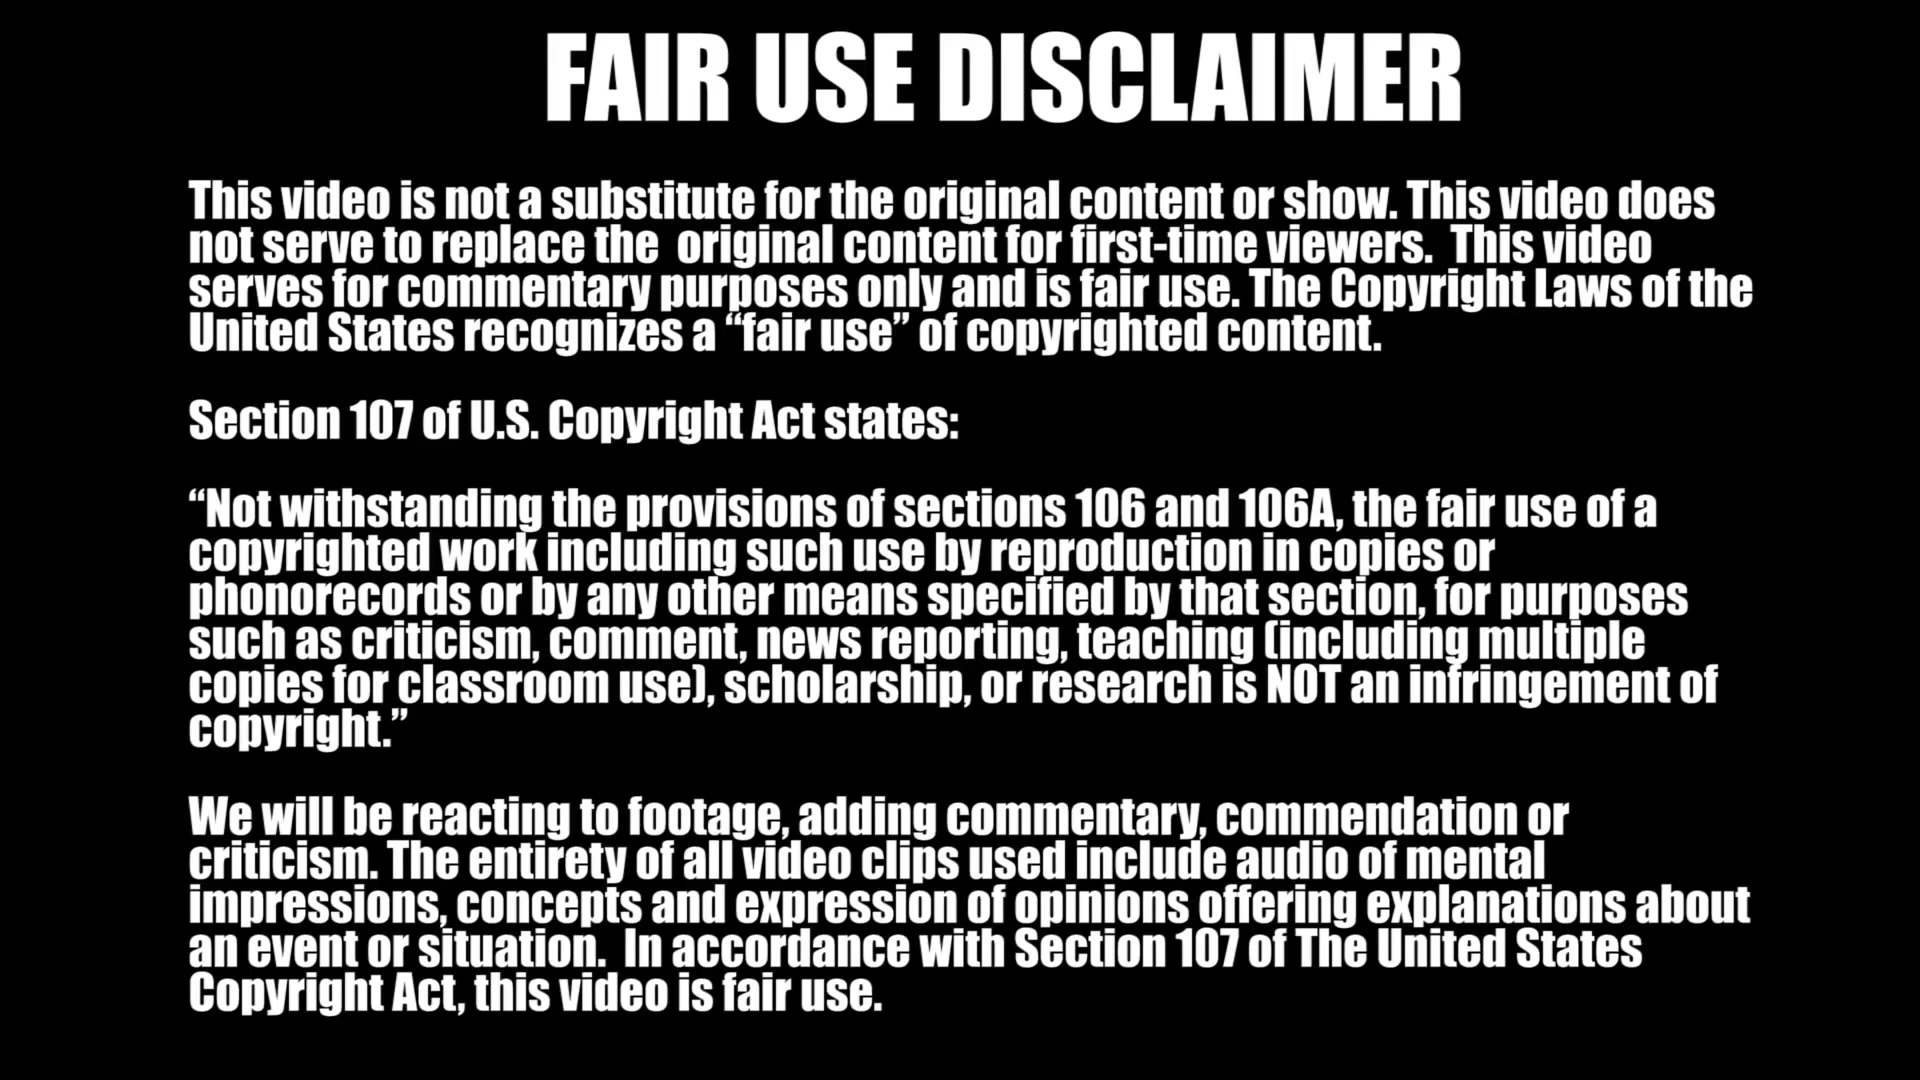 FAIR USE DISCLAIMER
This video is not a substitute for the original content or show. This video does
not serve to replace the  original content for first-time viewers.  This video
serves for commentary purposes only and is fair use. The Copyright Laws of the
United States recognizes a “fair use” of copyrighted content.
Section 107 of U.S. Copyright Act states:
“Not withstanding the provisions of sections 106 and 106A, the fair use of a
copyrighted work including such use by reproduction in copies or
phonorecords or by any other means specified by that section, for purposes
such as criticism, comment, news reporting, teaching (including multiple
copies for classroom use), scholarship, or research is NOT an infringement of
copyright.”
We will be reacting to footage, adding commentary, commendation or
criticism. The entirety of all video clips used include audio of mental
impressions, concepts and expression of opinions offering explanations about
an event or situation.  In accordance with Section 107 of The United States
Copyright Act, this video is fair use.